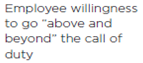 Employee willingness
to go "above and
beyond" the call of
duty